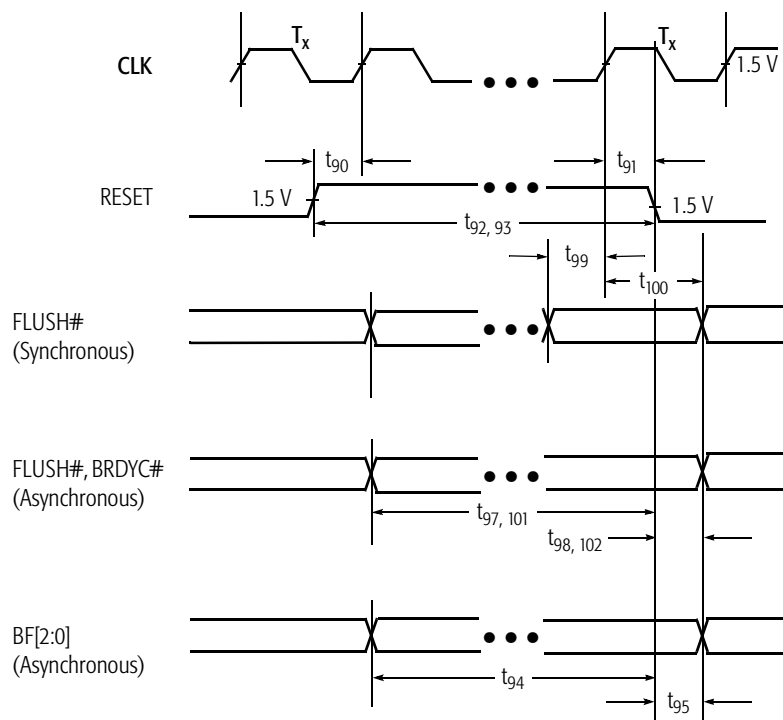 T_x T_x
CLK 1.5 V
t_90 t_91
RESET 1.5 V 1.5 V
t_92, 93
t_99
t_100
FLUSH#
(Synchronous)
FLUSH#, BRDYC#
(Asynchronous)
t_97, 101
t_98, 102
BF[2:0]
(Asynchronous)
t_94
t_95